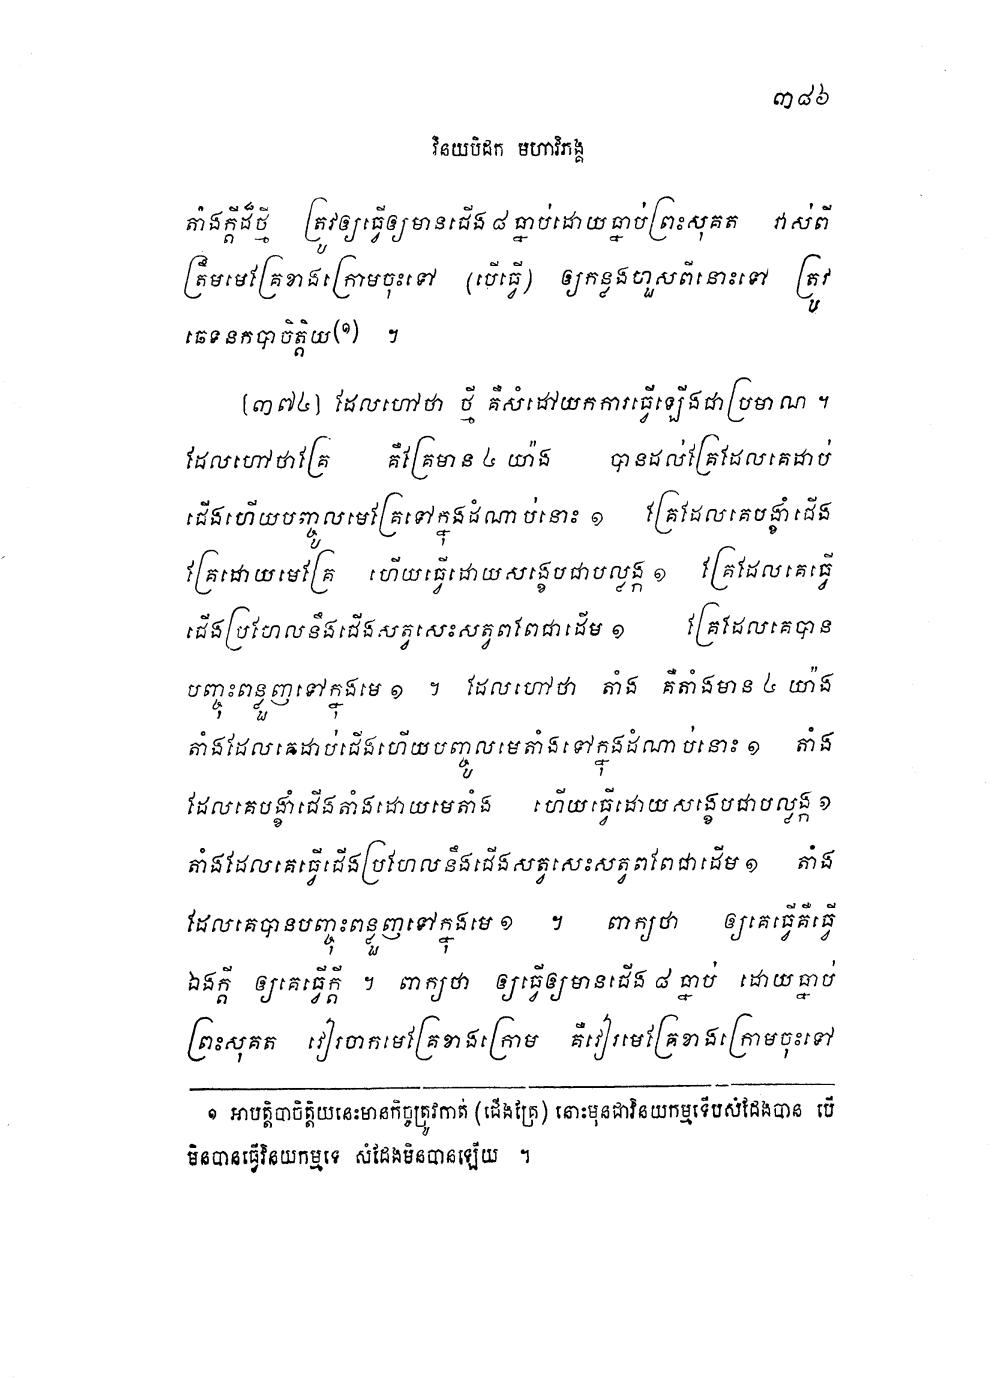 ៣៨៦
វិនយបិដក មហាវិភង្គ
តាំងក្តីដ៏ថ្មី ត្រូវឲ្យធ្វើឲ្យមានជើង ៨ ធ្នាប់ដោយធ្នាប់ព្រះសុគត វាស់ពី
ត្រឹមមេគ្រែខាងក្រោមចុះទៅ (បើធ្វើ) ឲ្យកន្លងហួសពីនោះទៅ ត្រូវ
ឆេទនកបាចិត្តិយ(១) ។
(៣៧៤) ដែលហៅថា ថ្មី គឺសំដៅយកការធ្វើឡើងជាប្រមាណ ។
ដែលហៅថាគ្រែ គឺគ្រែមាន ៤ យ៉ាង បានដល់គ្រែដែលគេដាប់
ជើងហើយបញ្ចូលមេគ្រែទៅក្នុងដំណាប់នោះ ១ គ្រែដែលគេបង្ខាំជើង
គ្រែដោយមេគ្រែ ហើយធ្វើដោយសង្ខេបជាបល្លង្ក ១ គ្រែដែលគេធ្វើ
ជើងប្រហែលនឹងជើងសត្វសេះសត្វពពែជាដើម ១ គ្រែដែលគេបាន
បញ្ចុះពន្លួញទៅក្នុងមេ ១ ។ ដែលហៅថា តាំង គឺតាំងមាន ៤ យ៉ាង
តាំងដែលគេដាប់ជើងហើយបញ្ចូលមេតាំងទៅក្នុងដំណាប់នោះ ១ តាំង
ដែលគេបង្ខាំជើងតាំងដោយមេតាំង ហើយធ្វើដោយសង្ខេបជាបល្លង្ក ១
តាំងដែលគេធ្វើជើងប្រហែលនឹងជើងសត្វសេះសត្វពពែជាដើម ១ តាំង
ដែលគេបានបញ្ចុះពន្លួញទៅក្នុងមេ ១ ។ ពាក្យថា ឲ្យគេធ្វើគឺធ្វើ
ឯងក្តី ឲ្យគេធ្វើក្តី ។ ពាក្យថា ឲ្យធ្វើឲ្យមានជើង ៨ ធ្នាប់ ដោយធ្នាប់
ព្រះសុគត វៀរចាកមេគ្រែខាងក្រោម គឺវៀរមេគ្រែខាងក្រោមចុះទៅ
១ អាបត្តិបាចិត្តិយនេះមានកិច្ចត្រូវកាត់ (ជើងគ្រែ) នោះមុនជាវិនយកម្មទើបសំដែងបាន បើ
មិនបានធ្វើវិនយកម្មទេ សំដែងមិនបានឡើយ ។